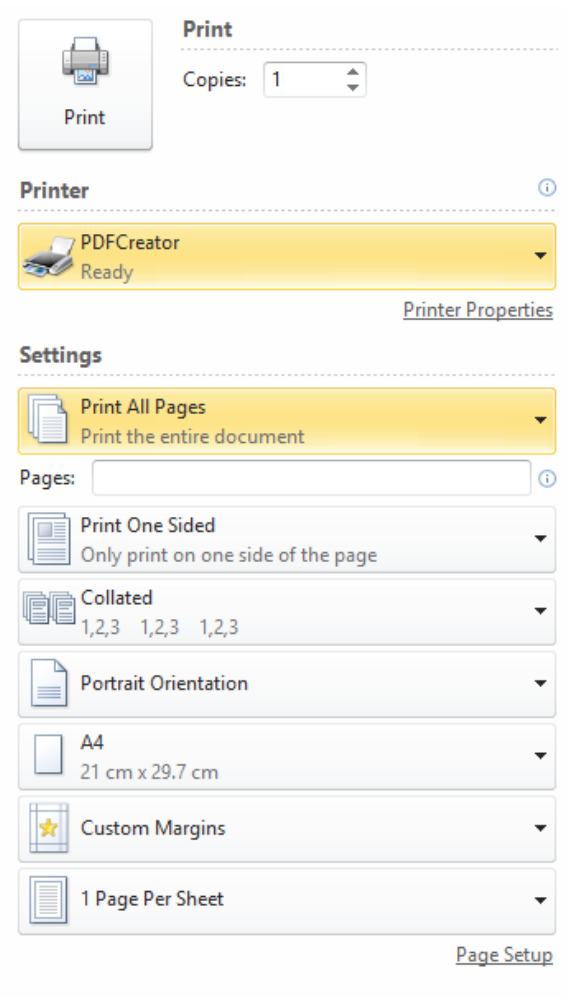 Print
Print
Copies: 1
Printer
PDFCreator
Ready
Printer Properties
Settings
Print All Pages
Print the entire document
Pages:
Print One Sided
Only print on one side of the page
Collated
1,2,3 1,2,3 1,2,3
Portrait Orientation
A4
21 cm x 29.7 cm
Custom Margins
1 Page Per Sheet
Page Setup